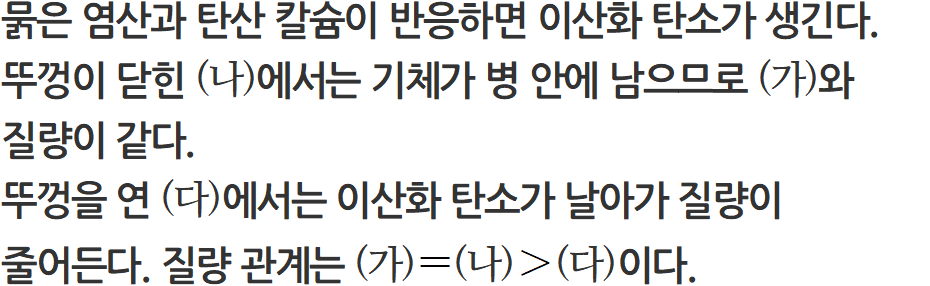 묽은 염산과 탄산 칼슘이 반응하면 이산화 탄소가 생긴다.
뚜껑이 닫힌 (나)에서는 기체가 병 안에 남으므로 (가)와
질량이 같다.
뚜껑을 연 (다)에서는 이산화 탄소가 날아가 질량이
줄어든다. 질량 관계는 (가)=(나)>(다)이다.